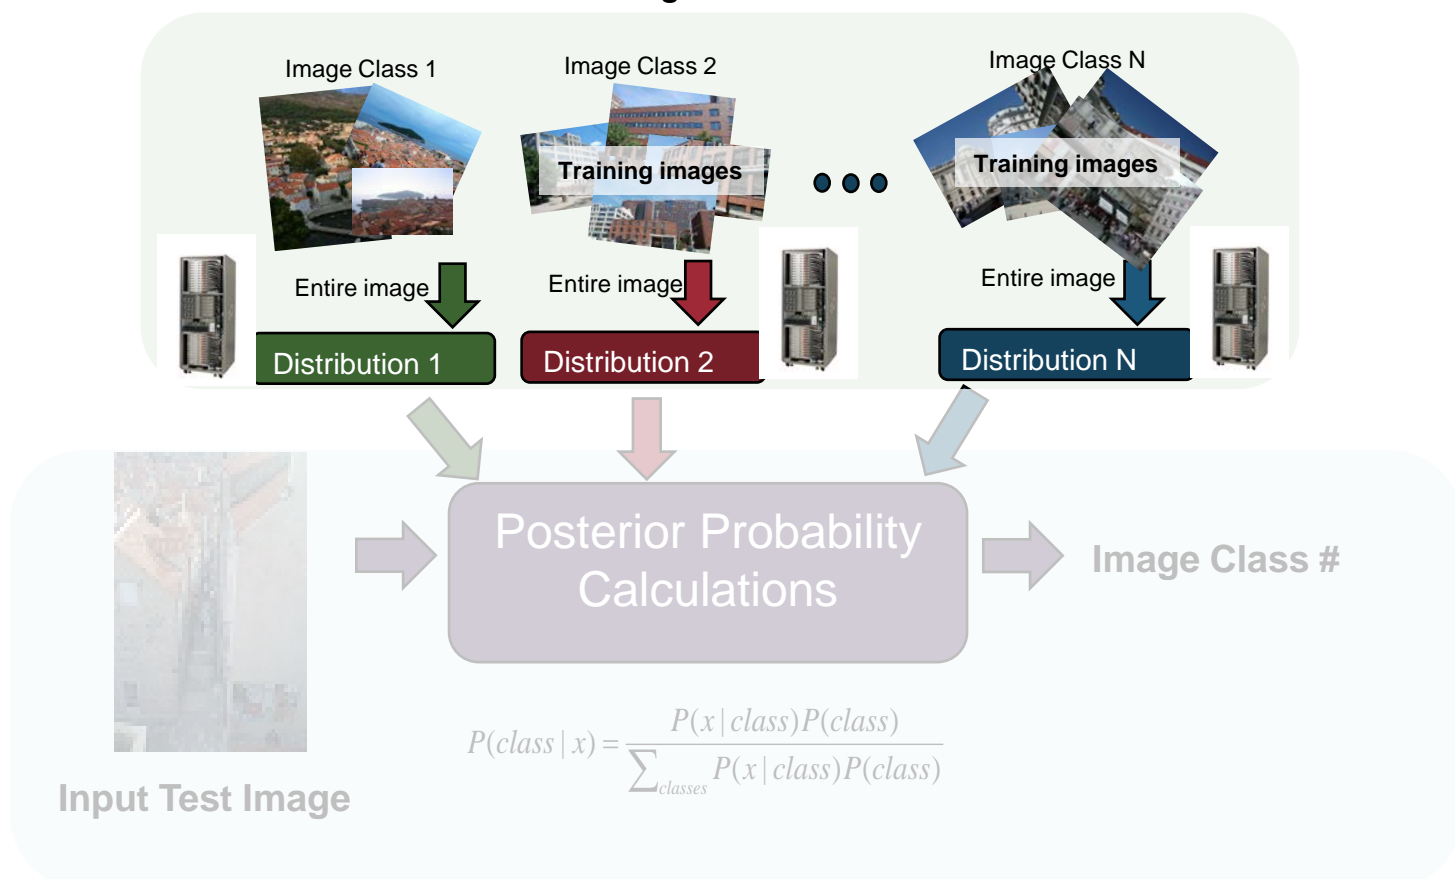 Image Class 1
Image Class 2
Image Class N
Training images
Training images
Entire image
Entire image
Entire image
Distribution 1
Distribution 2
Distribution N
Posterior Probability
Calculations
Image Class #
P(class | x) = P(x | class)P(class) / ∑classes P(x | class)P(class)
Input Test Image